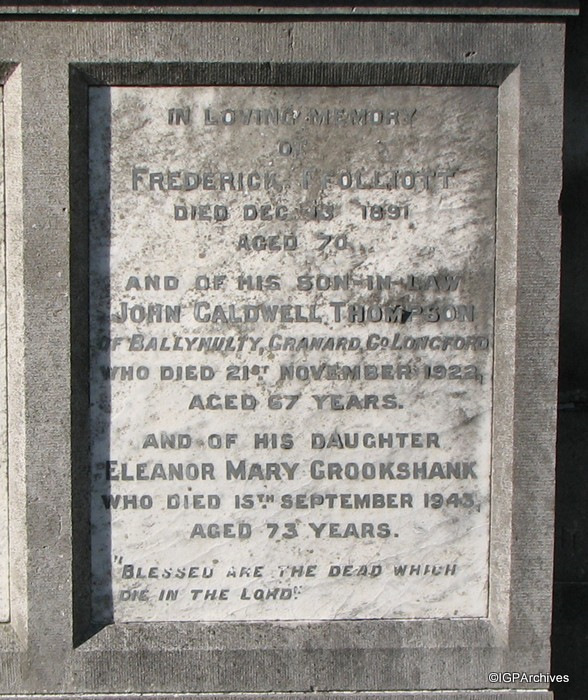 IN LOVING MEMORY
OF
FREDERICK FFOLLIOTT
DIED DEC. 13 1891
AGED 70
AND OF HIS SON-IN-LAW
JOHN CALDWELL THOMPSON
OF BALLYNULTY, GRANARD, CO LONGFORD
WHO DIED 21ST NOVEMBER 1922,
AGED 67 YEARS.
AND OF HIS DAUGHTER
ELEANOR MARY CROOKSHANK
WHO DIED 15TH SEPTEMBER 1943,
AGED 73 YEARS.
"BLESSED ARE THE DEAD WHICH
DIE IN THE LORD".
©IGPArchives